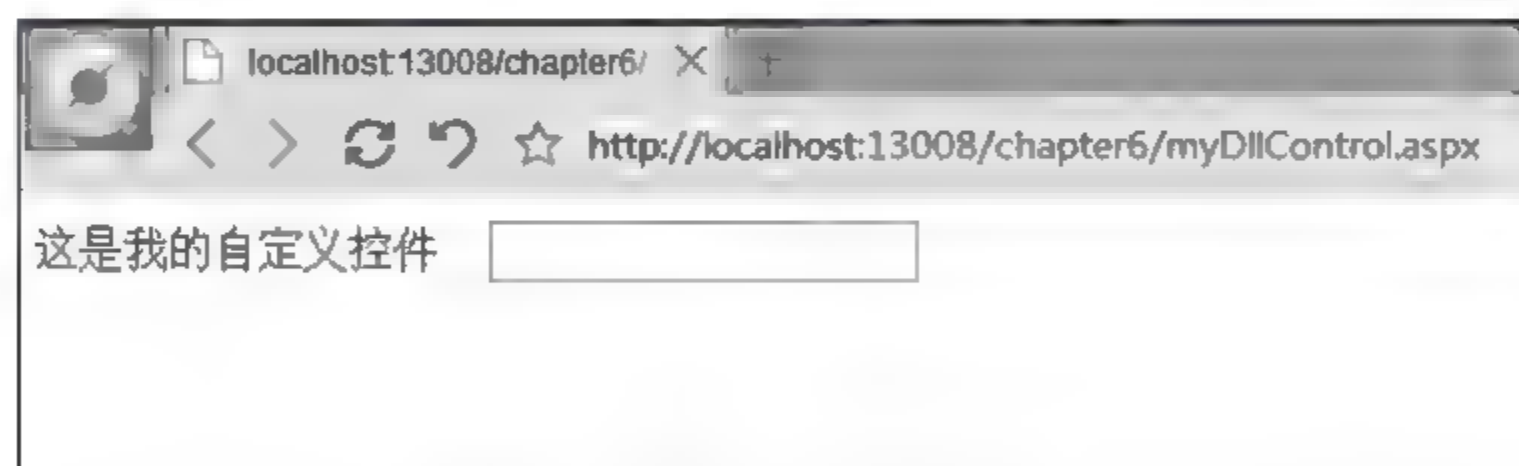 localhost:13008/chapter6/
http://localhost:13008/chapter6/myDllControl.aspx
这是我的自定义控件